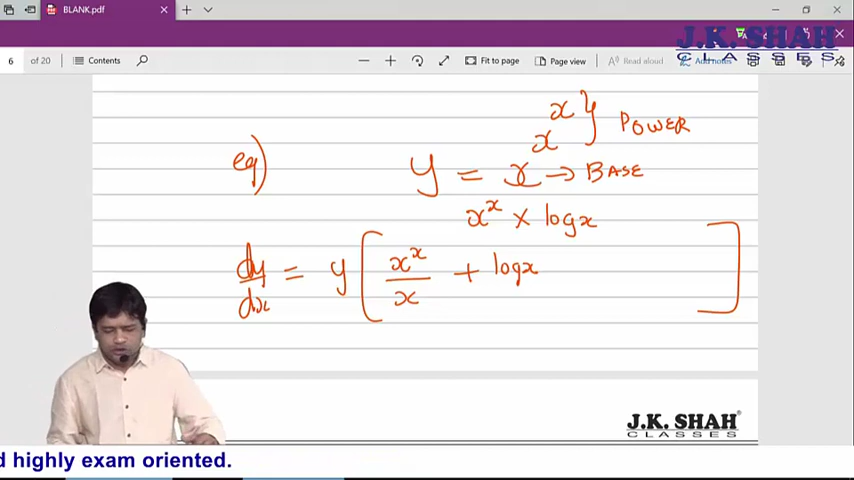 BLANK.pdf
J.K. SHAH
CLASSES
6 of 20 Contents Fit to page Page view Read aloud Add notes
x^x } POWER
eg) y = x → BASE
x^x × log x
dy/dx = y [ x^x/x + log x ]
J.K. SHAH
CLASSES
d highly exam oriented.